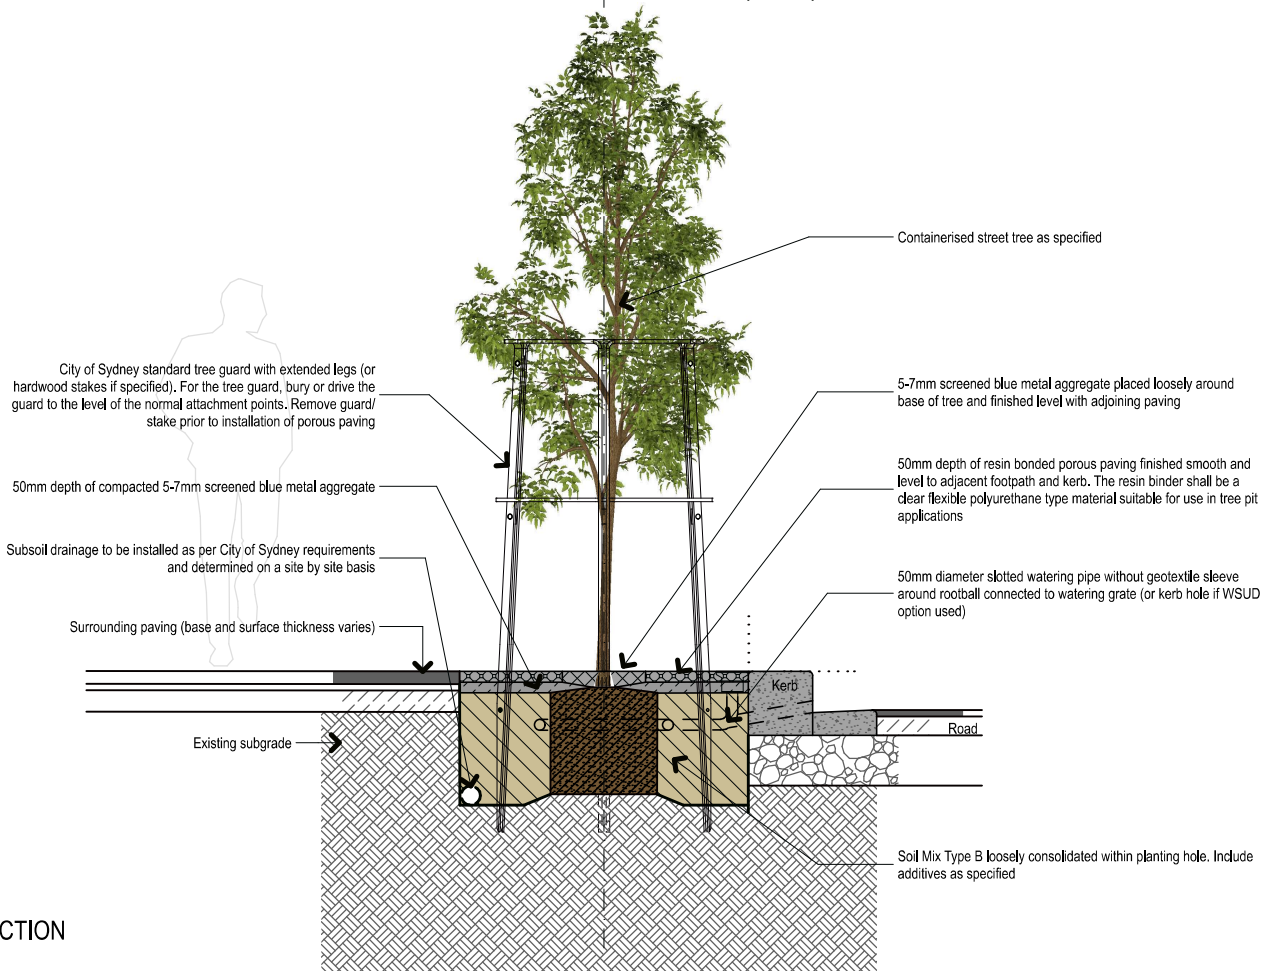 Containerised street tree as specified
City of Sydney standard tree guard with extended legs (or
hardwood stakes if specified). For the tree guard, bury or drive the
guard to the level of the normal attachment points. Remove guard/
stake prior to installation of porous paving
5-7mm screened blue metal aggregate placed loosely around
base of tree and finished level with adjoining paving
50mm depth of compacted 5-7mm screened blue metal aggregate
50mm depth of resin bonded porous paving finished smooth and
level to adjacent footpath and kerb. The resin binder shall be a
clear flexible polyurethane type material suitable for use in tree pit
applications
Subsoil drainage to be installed as per City of Sydney requirements
and determined on a site by site basis
50mm diameter slotted watering pipe without geotextile sleeve
around rootball connected to watering grate (or kerb hole if WSUD
option used)
Surrounding paving (base and surface thickness varies)
Kerb
Road
Existing subgrade
Soil Mix Type B loosely consolidated within planting hole. Include
additives as specified
CTION